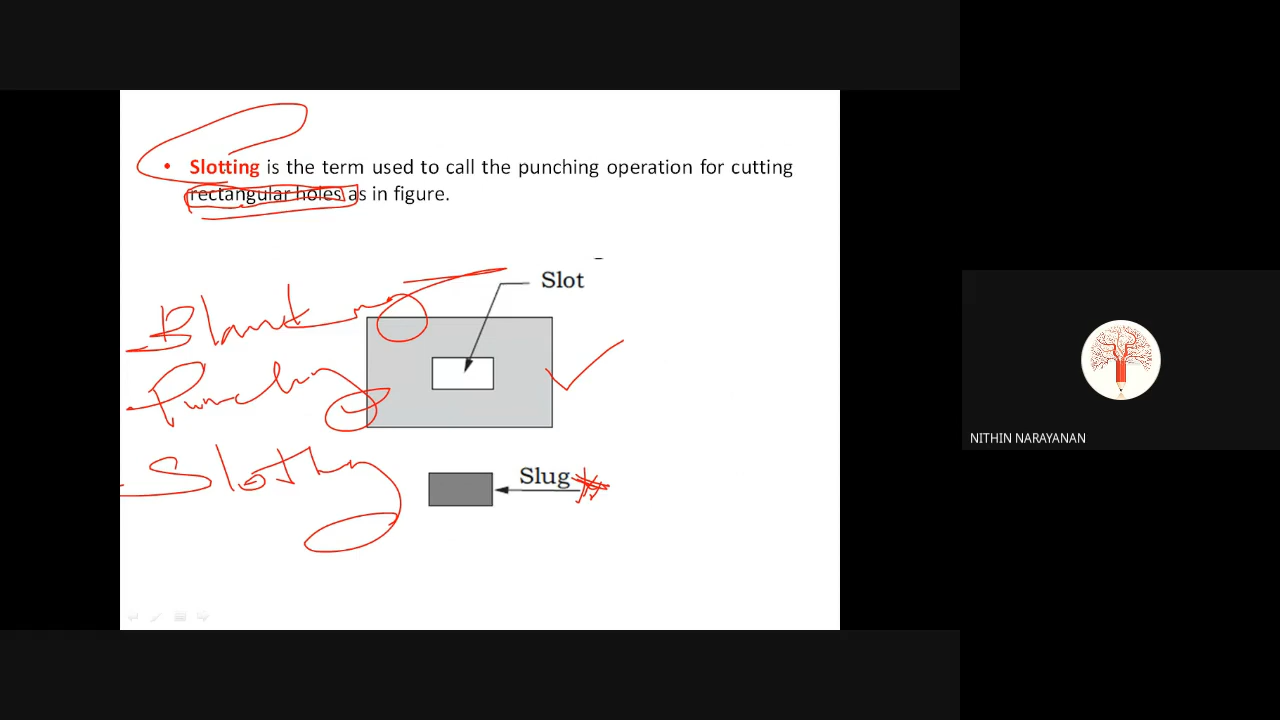 • Slotting is the term used to call the punching operation for cutting
rectangular holes as in figure.
Slot
Blanking
Punching
Slotting
Slug
NITHIN NARAYANAN